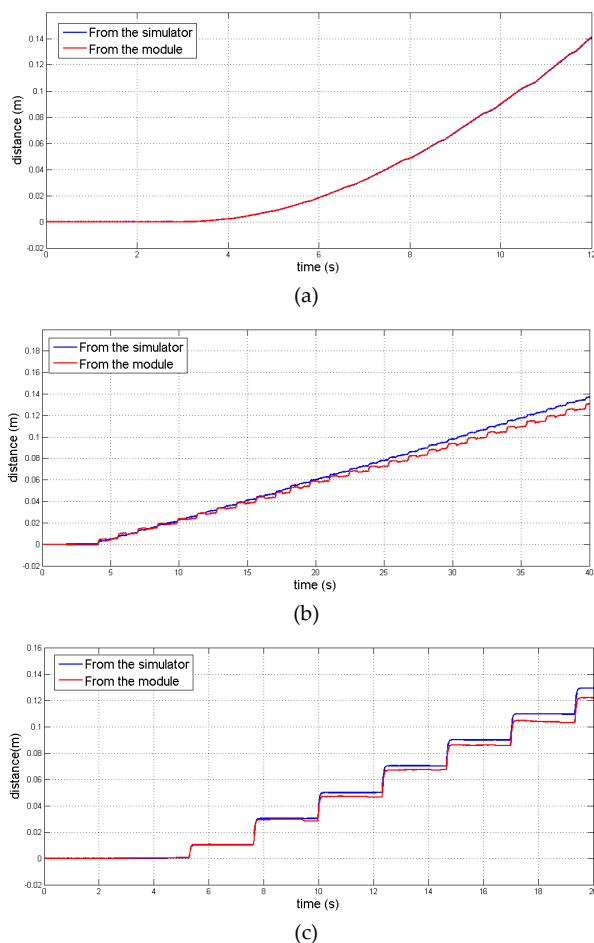 From the simulator
From the module
distance (m)
0.14
0.12
0.1
0.08
0.06
0.04
0.02
0
-0.02
0 2 4 6 8 10 12
time (s)
(a)
From the simulator
From the module
distance (m)
0.18
0.16
0.14
0.12
0.1
0.08
0.06
0.04
0.02
0
-0.02
0 5 10 15 20 25 30 35 40
time (s)
(b)
From the simulator
From the module
distance(m)
0.16
0.14
0.12
0.1
0.08
0.06
0.04
0.02
0
-0.02
0 2 4 6 8 10 12 14 16 18 20
time (s)
(c)